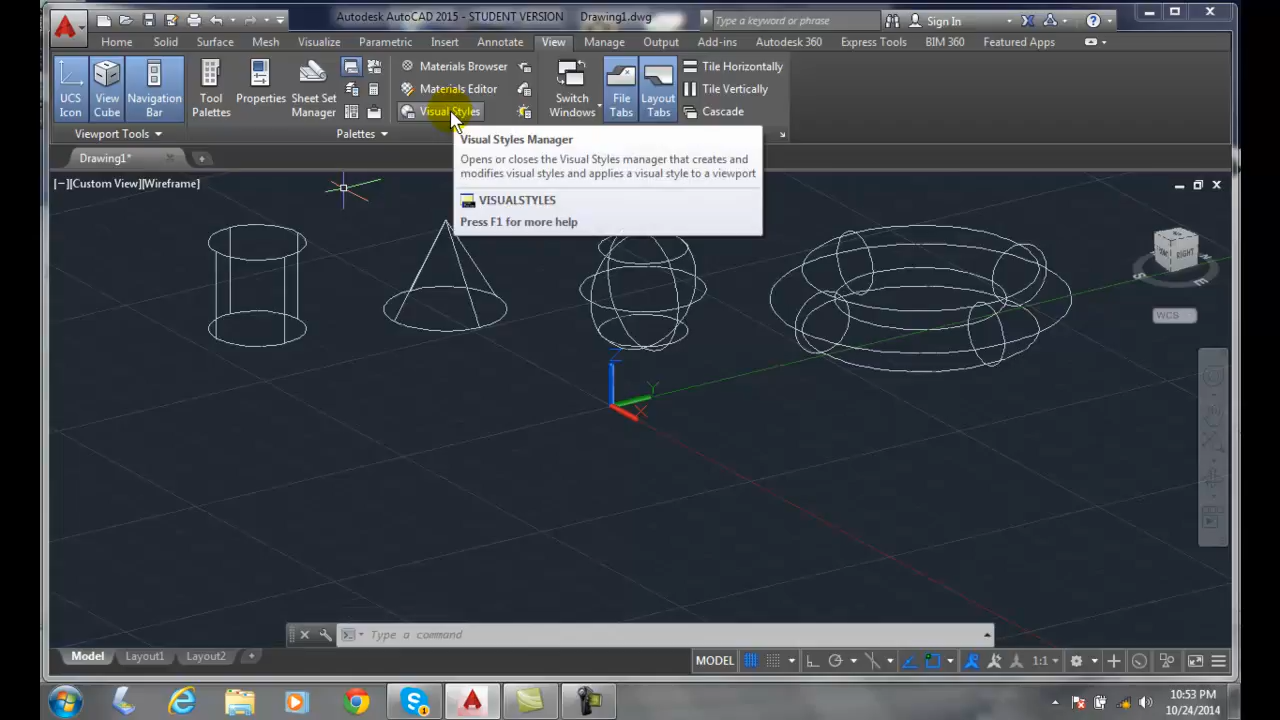 Autodesk AutoCAD 2015 - STUDENT VERSION Drawing1.dwg
Type a keyword or phrase
Sign In
Home Solid Surface Mesh Visualize Parametric Insert Annotate View Manage Output Add-ins Autodesk 360 Express Tools BIM 360 Featured Apps
UCS Icon
View Cube
Navigation Bar
Tool Palettes
Properties
Sheet Set Manager
Materials Browser
Materials Editor
Visual Styles
Switch Windows
File Tabs
Layout Tabs
Tile Horizontally
Tile Vertically
Cascade
Viewport Tools
Palettes
Drawing1*
Visual Styles Manager
Opens or closes the Visual Styles manager that creates and
modifies visual styles and applies a visual style to a viewport
VISUALSTYLES
Press F1 for more help
[−][Custom View][Wireframe]
RIGHT
S
E
WCS
Z
Y
X
Type a command
Model Layout1 Layout2
MODEL
1:1
10:53 PM
10/24/2014